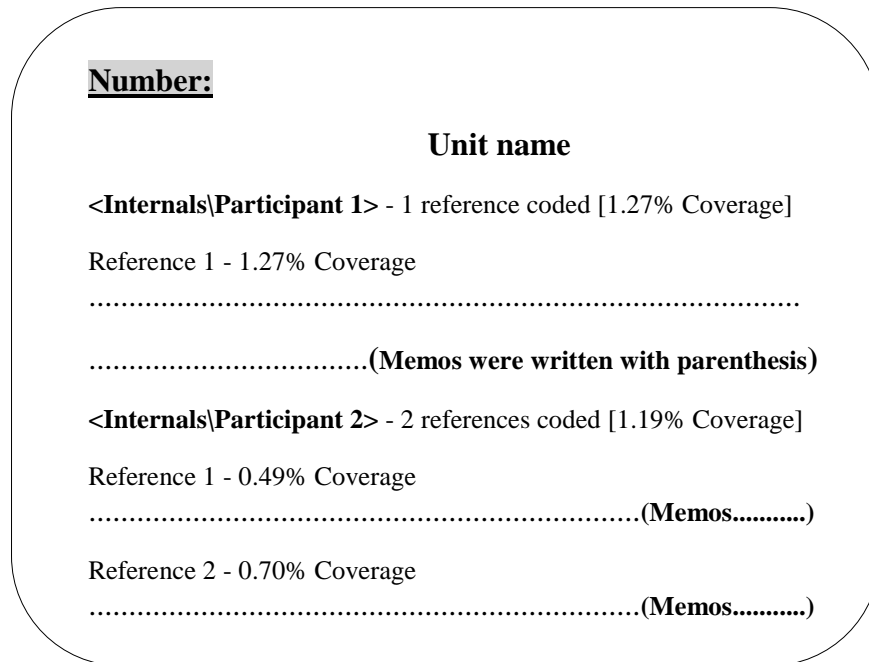 Number:
Unit name
<Internals\Participant 1> - 1 reference coded [1.27% Coverage]
Reference 1 - 1.27% Coverage
……………………………………………………………………………
…………………………….(Memos were written with parenthesis)
<Internals\Participant 2> - 2 references coded [1.19% Coverage]
Reference 1 - 0.49% Coverage
……………………………………………………………(Memos...........)
Reference 2 - 0.70% Coverage
……………………………………………………………(Memos...........)